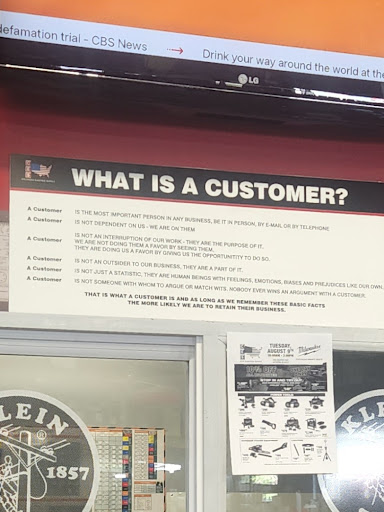 defamation trial - CBS News → Drink your way around the world at the
LG
WHAT IS A CUSTOMER?
A Customer IS THE MOST IMPORTANT PERSON IN ANY BUSINESS, BE IT IN PERSON, BY E-MAIL OR BY TELEPHONE
A Customer IS NOT DEPENDENT ON US - WE ARE ON THEM
A Customer IS NOT AN INTERRUPTION OF OUR WORK - THEY ARE THE PURPOSE OF IT.
WE ARE NOT DOING THEM A FAVOR BY SEEING THEM,
THEY ARE DOING US A FAVOR BY GIVING US THE OPPORTUNTITY TO DO SO.
A Customer IS NOT AN OUTSIDER TO OUR BUSINESS, THEY ARE A PART OF IT.
A Customer IS NOT JUST A STATISTIC. THEY ARE HUMAN BEINGS WITH FEELINGS, EMOTIONS, BIASES AND PREJUDICES LIKE OUR OWN.
A Customer IS NOT SOMEONE WITH WHOM TO ARGUE OR MATCH WITS. NOBODY EVER WINS AN ARGUMENT WITH A CUSTOMER.
THAT IS WHAT A CUSTOMER IS AND AS LONG AS WE REMEMBER THESE BASIC FACTS
THE MORE LIKELY WE ARE TO RETAIN THEIR BUSINESS.
TUESDAY,
AUGUST 9TH
Milwaukee
10% OFF
KLEIN
® 1857
KLE